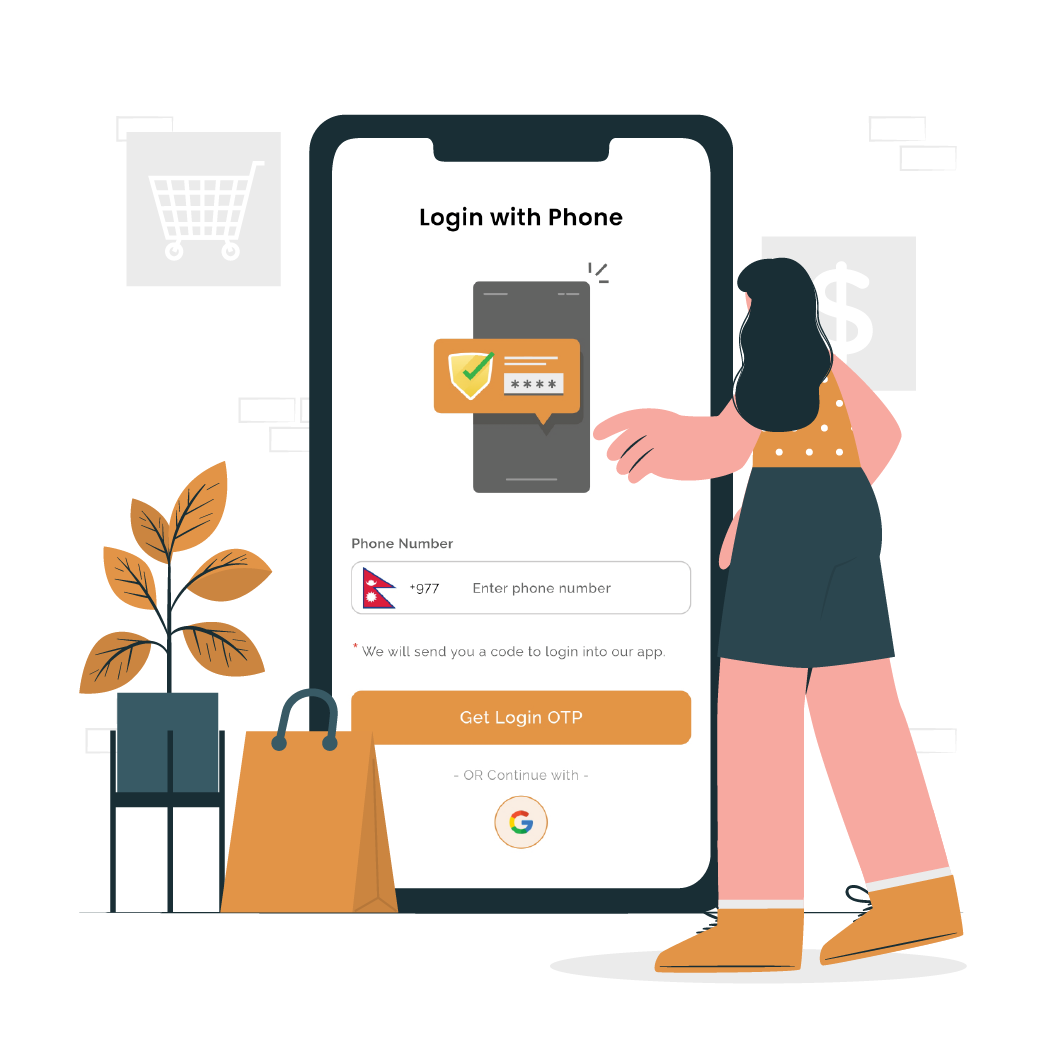 Login with Phone
$
****
Phone Number
+977 Enter phone number
* We will send you a code to login into our app.
Get Login OTP
- OR Continue with -
G